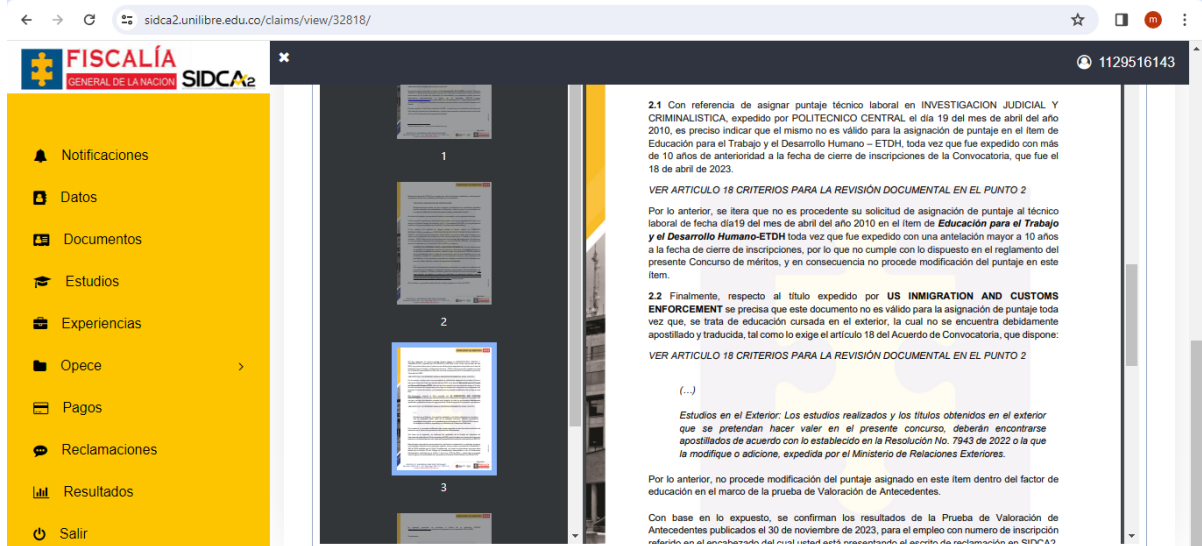 sidca2.unilibre.edu.co/claims/view/32818/
m
FISCALÍA
GENERAL DE LA NACION
SIDCA2
1129516143
Notificaciones
Datos
Documentos
Estudios
Experiencias
Opece
Pagos
Reclamaciones
Resultados
Salir
1
2
3
2.1 Con referencia de asignar puntaje técnico laboral en INVESTIGACION JUDICIAL Y
CRIMINALISTICA, expedido por POLITECNICO CENTRAL el día 19 del mes de abril del año
2010, es preciso indicar que el mismo no es válido para la asignación de puntaje en el ítem de
Educación para el Trabajo y el Desarrollo Humano – ETDH, toda vez que fue expedido con más
de 10 años de anterioridad a la fecha de cierre de inscripciones de la Convocatoria, que fue el
18 de abril de 2023.
VER ARTICULO 18 CRITERIOS PARA LA REVISIÓN DOCUMENTAL EN EL PUNTO 2
Por lo anterior, se itera que no es procedente su solicitud de asignación de puntaje al técnico
laboral de fecha día19 del mes de abril del año 2010 en el ítem de Educación para el Trabajo
y el Desarrollo Humano-ETDH toda vez que fue expedido con una antelación mayor a 10 años
a la fecha de cierre de inscripciones, por lo que no cumple con lo dispuesto en el reglamento del
presente Concurso de méritos, y en consecuencia no procede modificación del puntaje en este
ítem.
2.2 Finalmente, respecto al título expedido por US INMIGRATION AND CUSTOMS
ENFORCEMENT se precisa que este documento no es válido para la asignación de puntaje toda
vez que, se trata de educación cursada en el exterior, la cual no se encuentra debidamente
apostillado y traducida, tal como lo exige el artículo 18 del Acuerdo de Convocatoria, que dispone:
VER ARTICULO 18 CRITERIOS PARA LA REVISIÓN DOCUMENTAL EN EL PUNTO 2
(…)
Estudios en el Exterior: Los estudios realizados y los títulos obtenidos en el exterior
que se pretendan hacer valer en el presente concurso, deberán encontrarse
apostillados de acuerdo con lo establecido en la Resolución No. 7943 de 2022 o la que
la modifique o adicione, expedida por el Ministerio de Relaciones Exteriores.
Por lo anterior, no procede modificación del puntaje asignado en este ítem dentro del factor de
educación en el marco de la prueba de Valoración de Antecedentes.
Con base en lo expuesto, se confirman los resultados de la Prueba de Valoración de
Antecedentes publicados el 30 de noviembre de 2023, para el empleo con numero de inscripción
referido en el encabezado del cual usted está presentando el escrito de reclamación en SIDCA2,